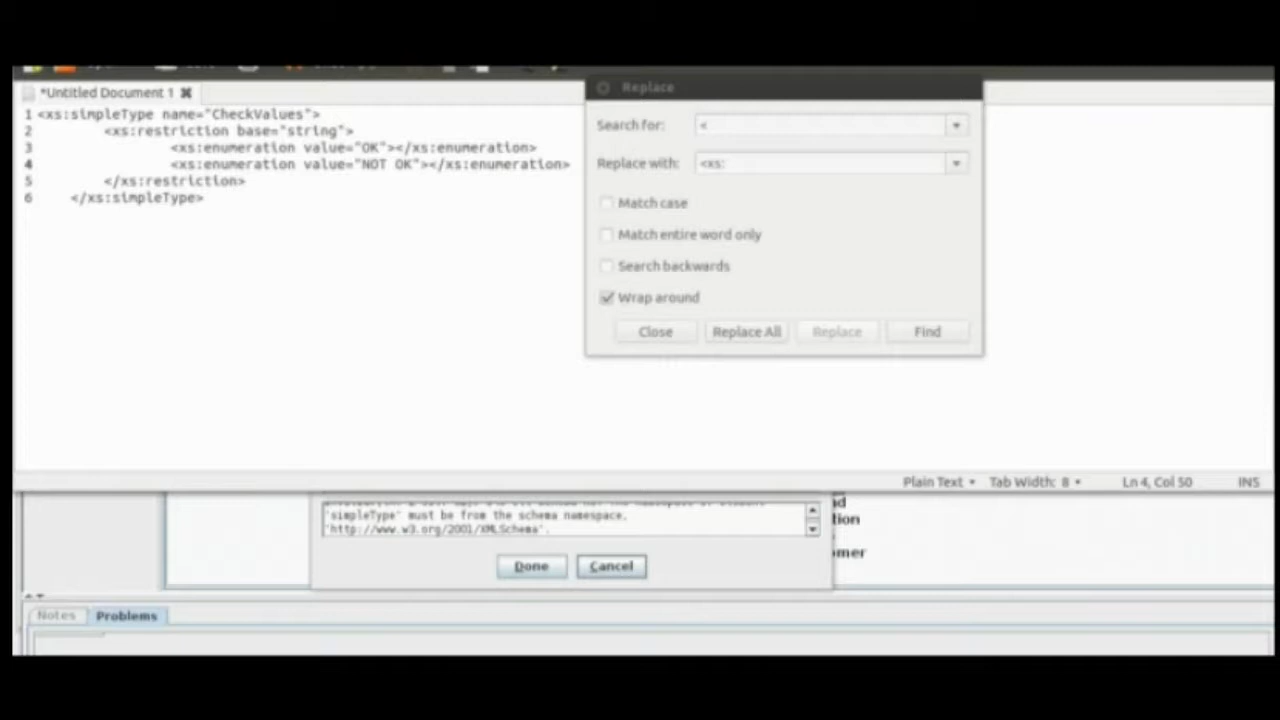 *Untitled Document 1
1 <xs:simpleType name="CheckValues">
2 <xs:restriction base="string">
3 <xs:enumeration value="OK"></xs:enumeration>
4 <xs:enumeration value="NOT OK"></xs:enumeration>
5 </xs:restriction>
6 </xs:simpleType>
Replace
Search for: <
Replace with: <xs:
Match case
Match entire word only
Search backwards
Wrap around
Close Replace All Replace Find
Plain Text Tab Width: 8 Ln 4, Col 50 INS
'simpleType' must be from the schema namespace,
'http://www.w3.org/2001/XMLSchema'.
Done Cancel
nd
tion
omer
Notes Problems